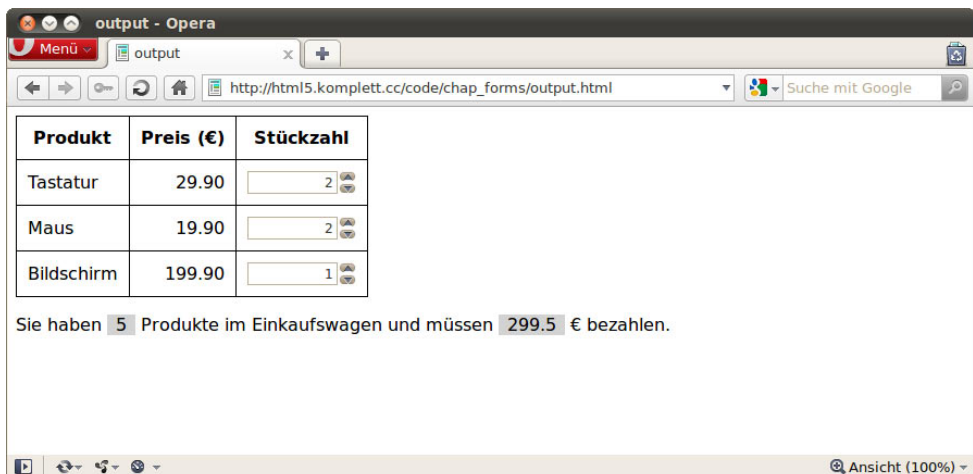 output - Opera
Menü
output
http://html5.komplett.cc/code/chap_forms/output.html
Suche mit Google
Produkt Preis (€) Stückzahl
Tastatur 29.90 2
Maus 19.90 2
Bildschirm 199.90 1
Sie haben 5 Produkte im Einkaufswagen und müssen 299.5 € bezahlen.
Ansicht (100%)